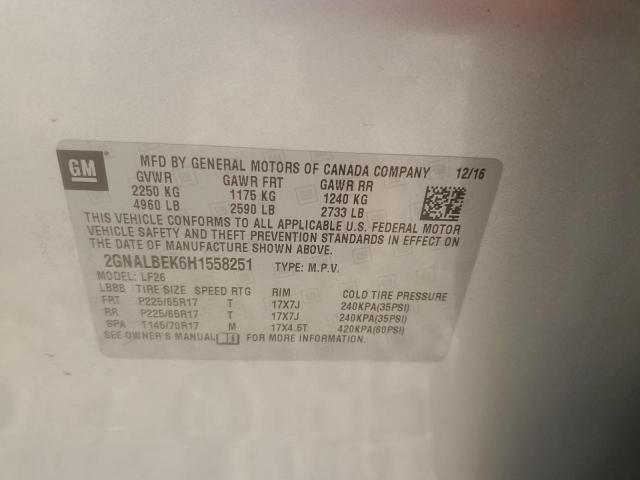 GM
MFD BY GENERAL MOTORS OF CANADA COMPANY 12/16
GVWR GAWR FRT GAWR RR
2250 KG 1175 KG 1240 KG
4960 LB 2590 LB 2733 LB
THIS VEHICLE CONFORMS TO ALL APPLICABLE U.S. FEDERAL MOTOR
VEHICLE SAFETY AND THEFT PREVENTION STANDARDS IN EFFECT ON
THE DATE OF MANUFACTURE SHOWN ABOVE.
2GNALBEK6H1558251 TYPE: M.P.V.
MODEL: LF26
LBBB TIRE SIZE SPEED RTG RIM COLD TIRE PRESSURE
FRT P225/65R17 T 17X7J 240KPA(35PSI)
RR P225/65R17 T 17X7J 240KPA(35PSI)
SPA T145/70R17 M 17X4.5T 420KPA(60PSI)
SEE OWNER'S MANUAL FOR ADDITIONAL INFORMATION.